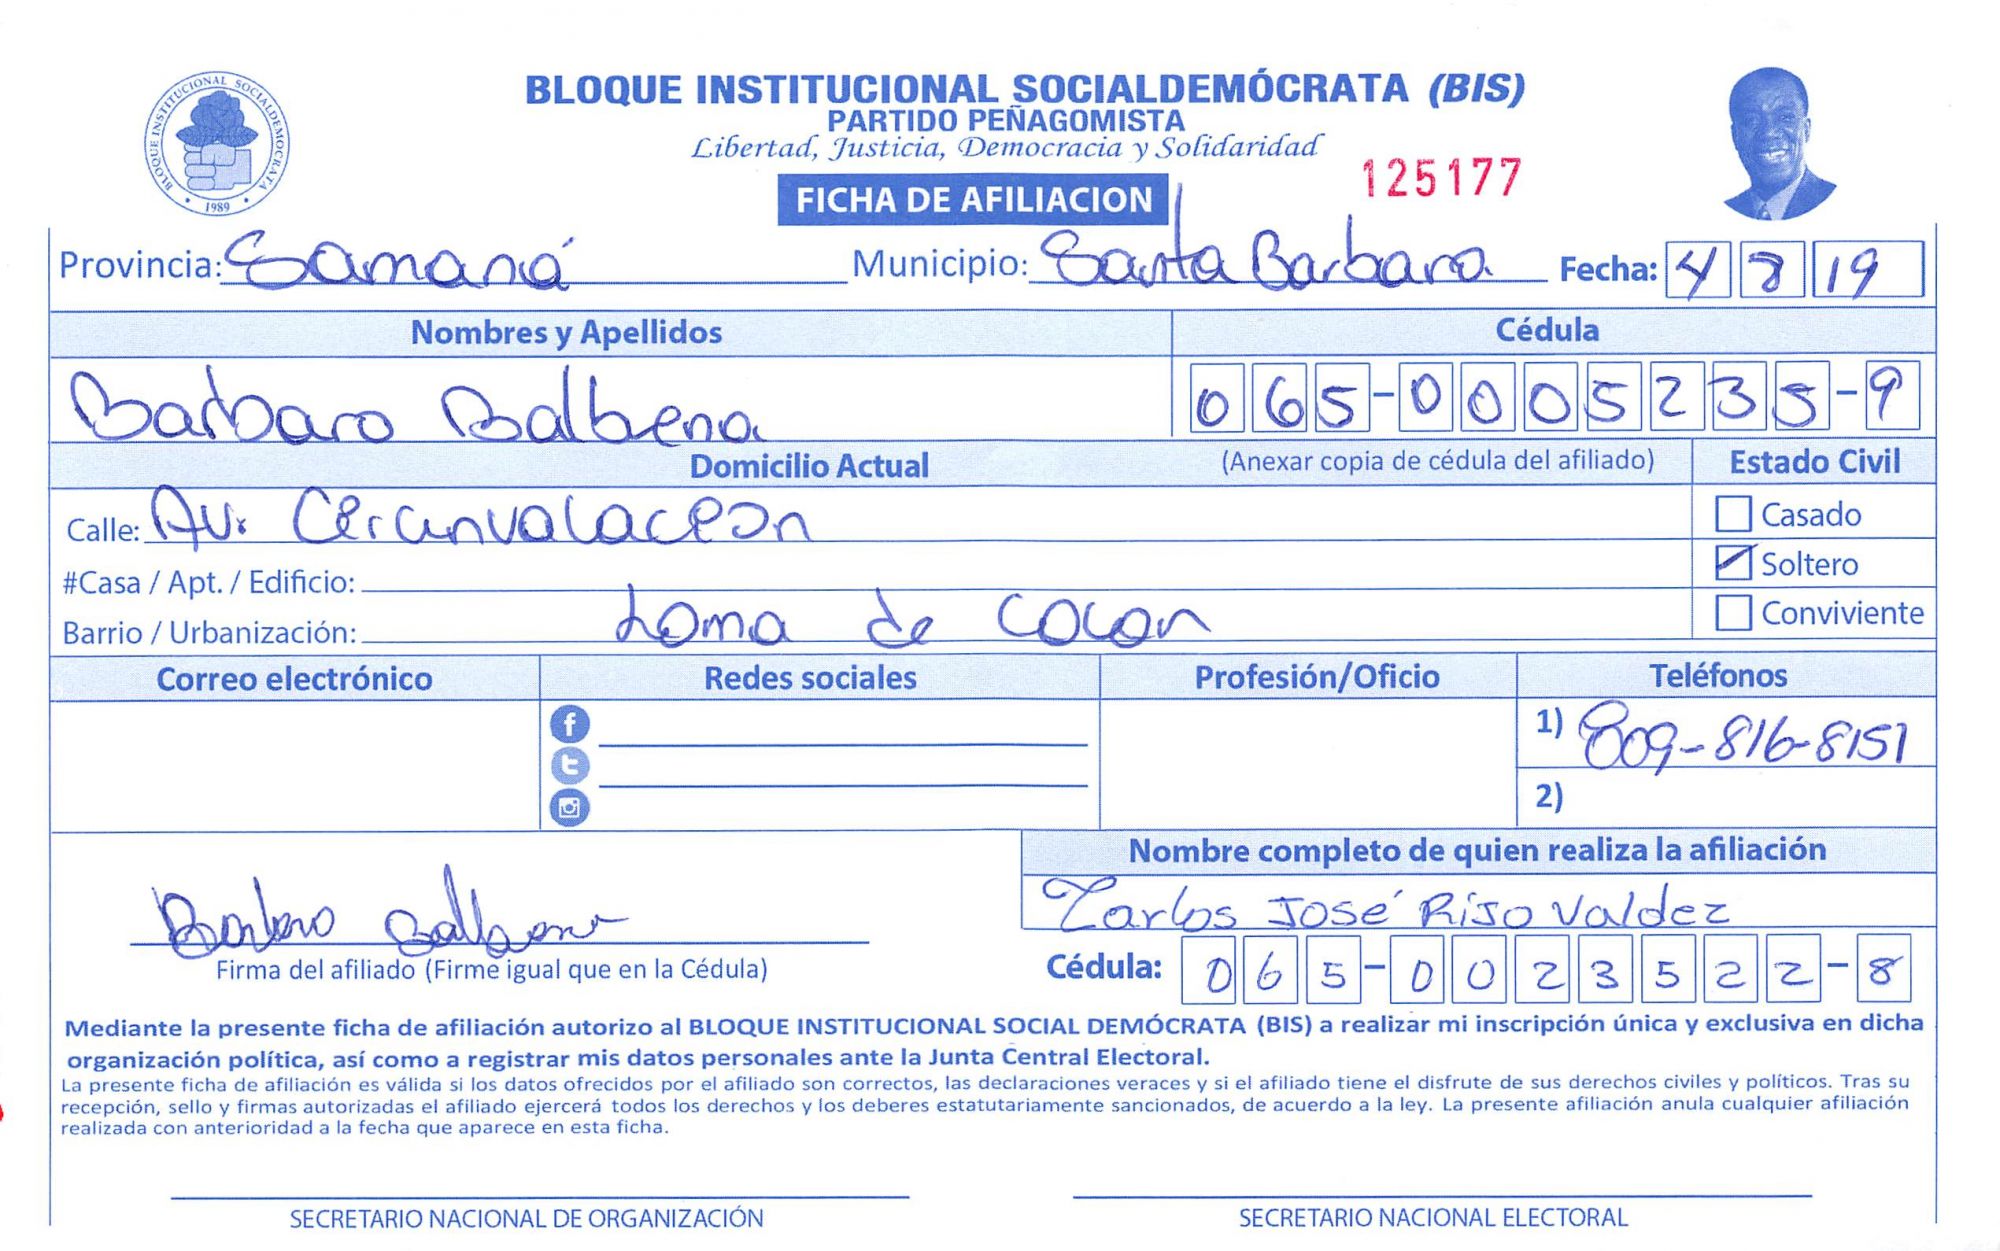 BLOQUE INSTITUCIONAL SOCIALDEMÓCRATA
1989
BLOQUE INSTITUCIONAL SOCIALDEMÓCRATA (BIS)
PARTIDO PEÑAGOMISTA
Libertad, Justicia, Democracia y Solidaridad
125177
FICHA DE AFILIACION
Provincia: Samaná Municipio: Santa Barbara Fecha: 4 8 19
Nombres y Apellidos Cédula
Barbaro Balbena 065-0005235-9
Domicilio Actual (Anexar copia de cédula del afiliado) Estado Civil
Calle: Av. Cercunvalaceon Casado
#Casa / Apt. / Edificio: Soltero
Barrio / Urbanización: Loma de Cocon Conviviente
Correo electrónico Redes sociales Profesión/Oficio Teléfonos
1) 809-816-8151
2)
Nombre completo de quien realiza la afiliación
Carlos José Rijo Valdez
Barbaro Balbena
Firma del afiliado (Firme igual que en la Cédula) Cédula: 065-0023522-8
Mediante la presente ficha de afiliación autorizo al BLOQUE INSTITUCIONAL SOCIAL DEMÓCRATA (BIS) a realizar mi inscripción única y exclusiva en dicha
organización política, así como a registrar mis datos personales ante la Junta Central Electoral.
La presente ficha de afiliación es válida si los datos ofrecidos por el afiliado son correctos, las declaraciones veraces y si el afiliado tiene el disfrute de sus derechos civiles y políticos. Tras su
recepción, sello y firmas autorizadas el afiliado ejercerá todos los derechos y los deberes estatutariamente sancionados, de acuerdo a la ley. La presente afiliación anula cualquier afiliación
realizada con anterioridad a la fecha que aparece en esta ficha.
SECRETARIO NACIONAL DE ORGANIZACIÓN SECRETARIO NACIONAL ELECTORAL